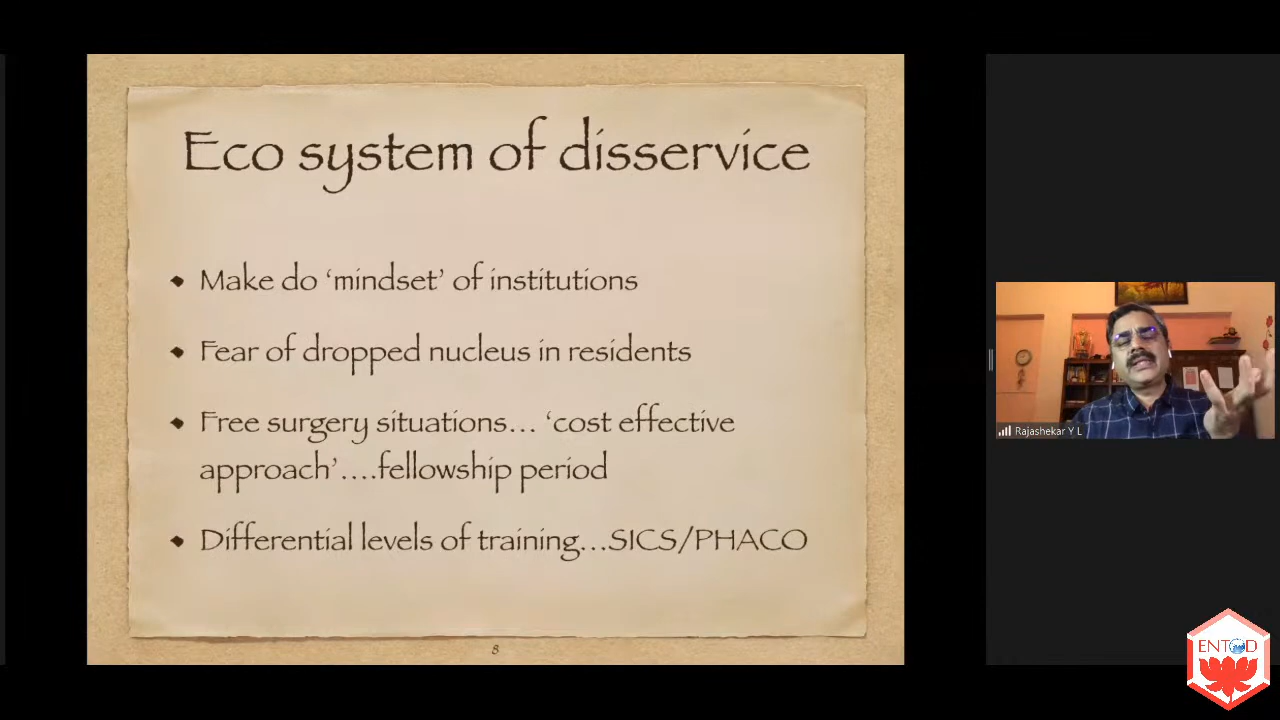 Eco system of disservice
Make do ‘mindset’ of institutions
Fear of dropped nucleus in residents
Free surgery situations… ‘cost effective
approach’….fellowship period
Differential levels of training…SICS/PHACO
8
Rajashekar Y L
ENTOD